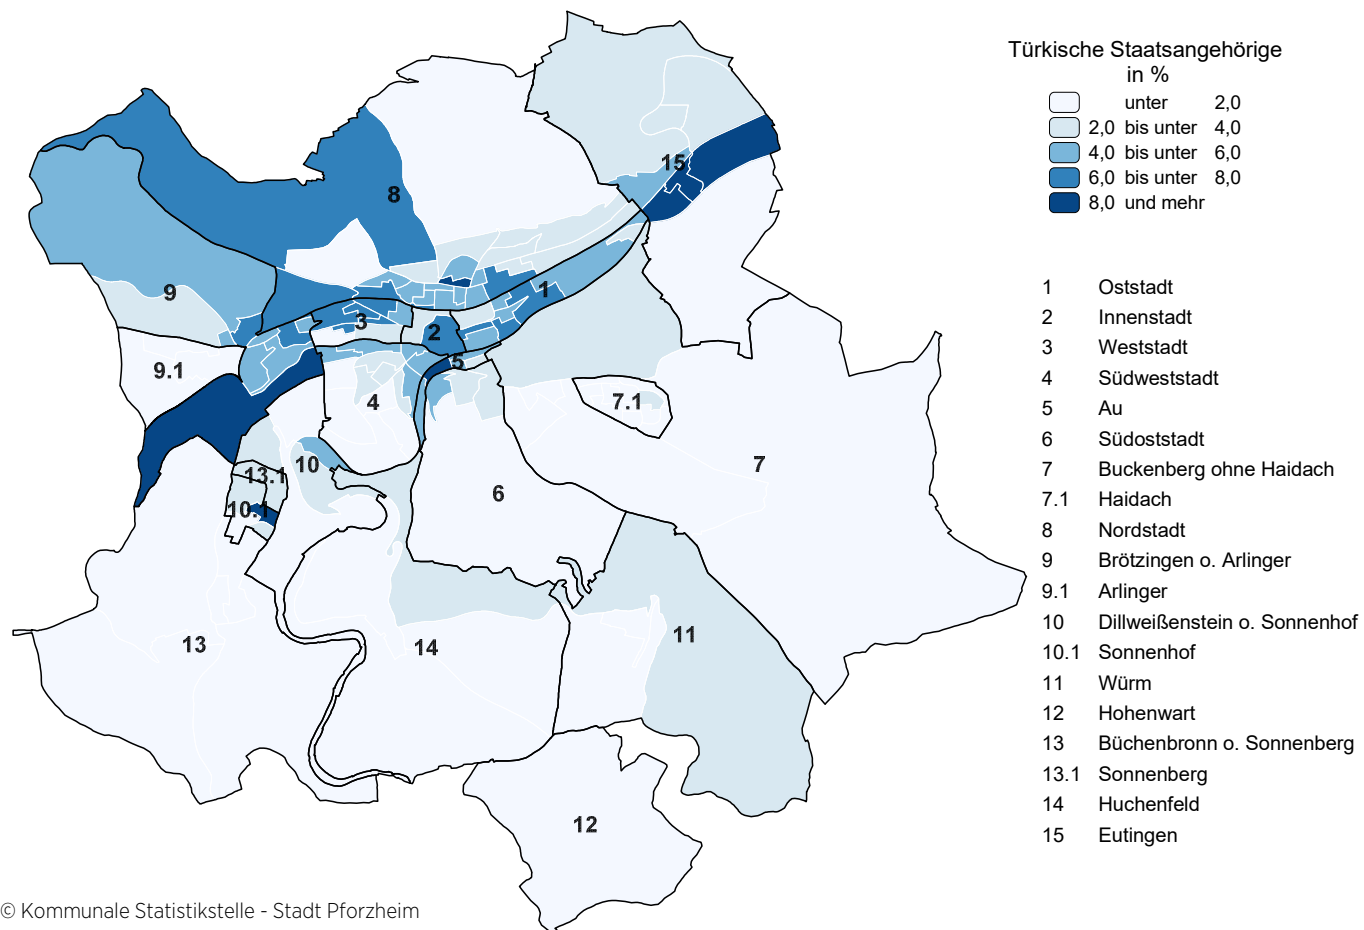 Türkische Staatsangehörige
in %
unter 2,0
2,0 bis unter 4,0
4,0 bis unter 6,0
6,0 bis unter 8,0
8,0 und mehr
1 Oststadt
2 Innenstadt
3 Weststadt
4 Südweststadt
5 Au
6 Südoststadt
7 Buckenberg ohne Haidach
7.1 Haidach
8 Nordstadt
9 Brötzingen o. Arlinger
9.1 Arlinger
10 Dillweißenstein o. Sonnenhof
10.1 Sonnenhof
11 Würm
12 Hohenwart
13 Büchenbronn o. Sonnenberg
13.1 Sonnenberg
14 Huchenfeld
15 Eutingen
15
8
9
1
3
2
5
9.1
4
7.1
10
7
13.1
6
10.1
11
13
14
12
© Kommunale Statistikstelle - Stadt Pforzheim